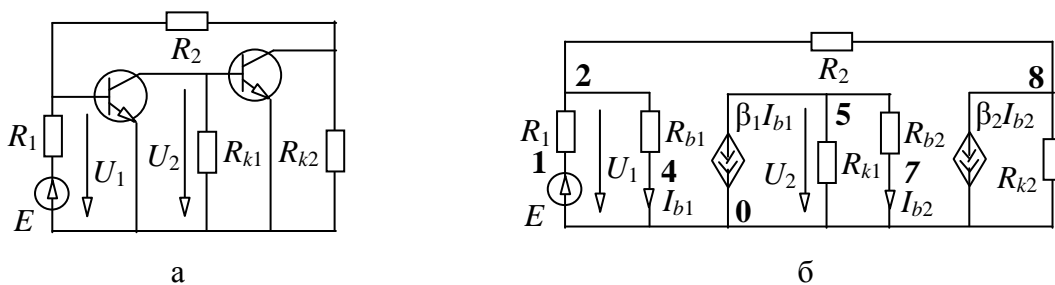 R2
R1
U1
U2
Rk1
Rk2
E
а
2
R2
8
R1
1
U1
Rb1
4
Ib1
β1Ib1
0
U2
5
Rk1
Rb2
7
Ib2
β2Ib2
Rk2
E
б